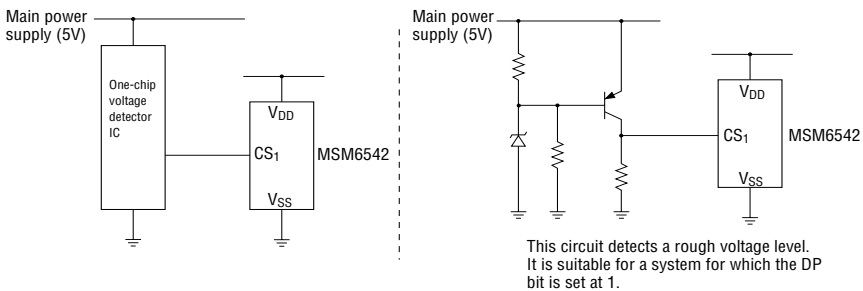 Main power
supply (5V)
One-chip
voltage
detector
IC
VDD
CS1
MSM6542
VSS
Main power
supply (5V)
VDD
CS1
MSM6542
VSS
This circuit detects a rough voltage level.
It is suitable for a system for which the DP
bit is set at 1.